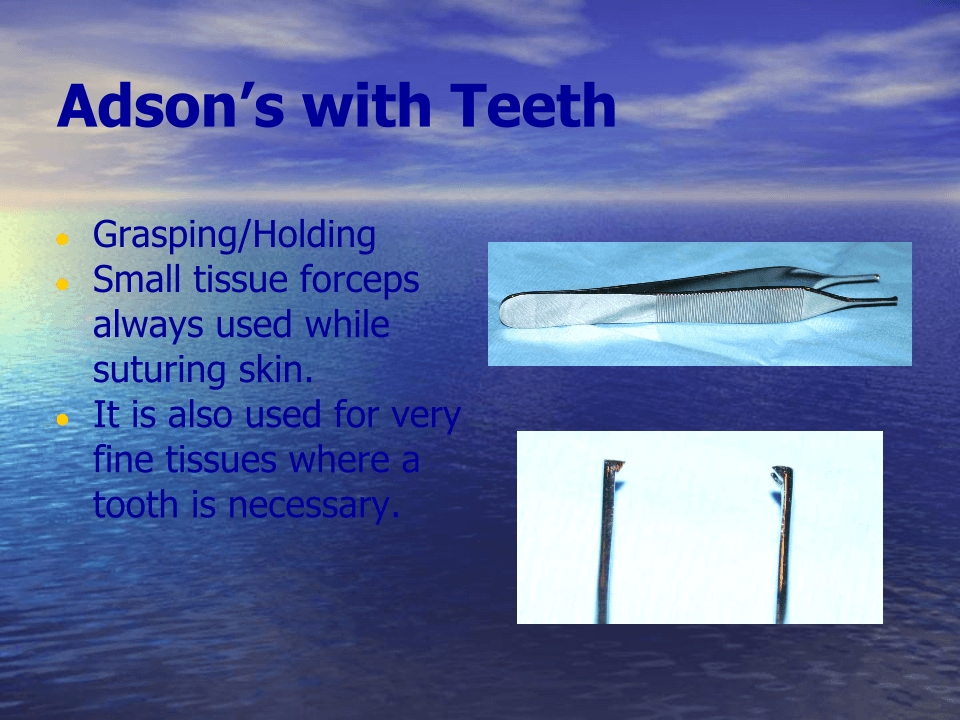 Adson’s with Teeth
Grasping/Holding
Small tissue forceps
always used while
suturing skin.
It is also used for very
fine tissues where a
tooth is necessary.